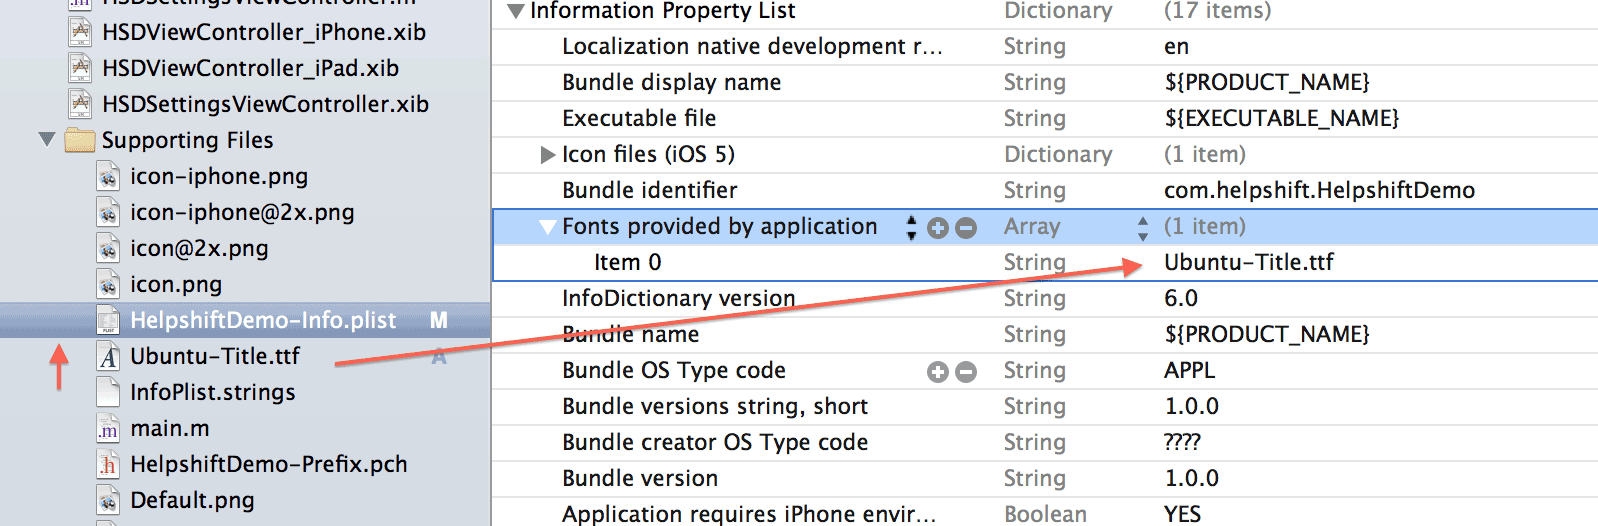 HSDSettingsViewController.m
HSDViewController_iPhone.xib
HSDViewController_iPad.xib
HSDSettingsViewController.xib
Supporting Files
icon-iphone.png
icon-iphone@2x.png
icon@2x.png
icon.png
HelpshiftDemo-Info.plist M
Ubuntu-Title.ttf A
InfoPlist.strings
main.m
HelpshiftDemo-Prefix.pch
Default.png
Information Property List Dictionary (17 items)
Localization native development r... String en
Bundle display name String ${PRODUCT_NAME}
Executable file String ${EXECUTABLE_NAME}
Icon files (iOS 5) Dictionary (1 item)
Bundle identifier String com.helpshift.HelpshiftDemo
Fonts provided by application Array (1 item)
Item 0 String Ubuntu-Title.ttf
InfoDictionary version String 6.0
Bundle name String ${PRODUCT_NAME}
Bundle OS Type code String APPL
Bundle versions string, short String 1.0.0
Bundle creator OS Type code String ????
Bundle version String 1.0.0
Application requires iPhone envir... Boolean YES